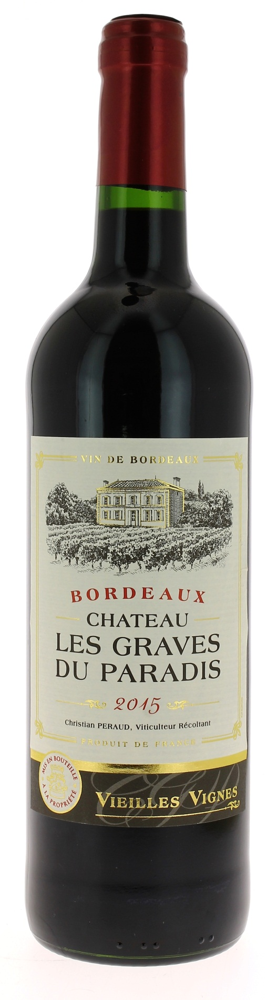 VIN DE BORDEAUX
DEMEURE GIRONDINE
BORDEAUX
CHATEAU
LES GRAVES
DU PARADIS
2015
Christian PERAUD, Viticulteur Récoltant
PRODUIT DE FRANCE
MIS EN BOUTEILLE
A LA PROPRIÉTÉ
VIEILLES VIGNES